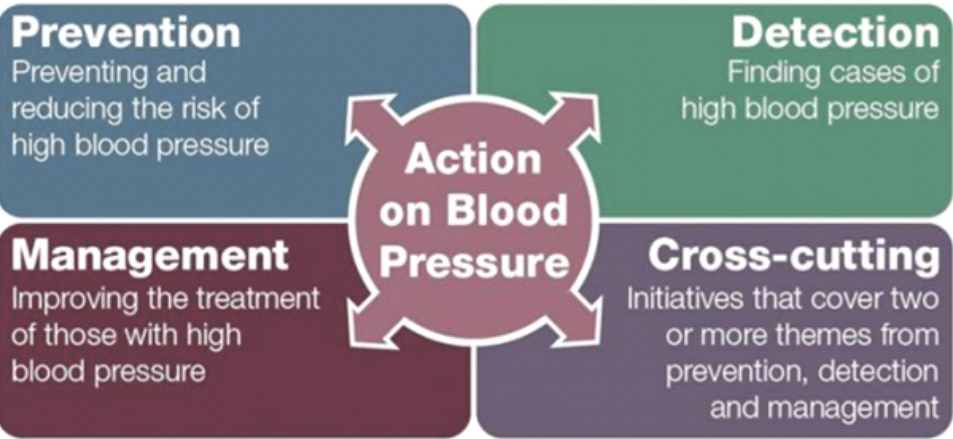 Prevention
Preventing and
reducing the risk of
high blood pressure
Detection
Finding cases of
high blood pressure
Action
on Blood
Pressure
Management
Improving the treatment
of those with high
blood pressure
Cross-cutting
Initiatives that cover two
or more themes from
prevention, detection
and management